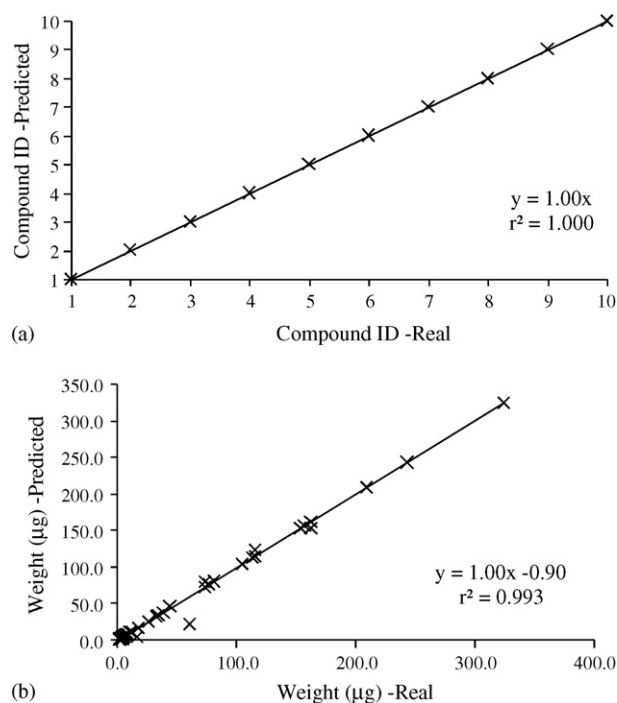 10
9
8
7
6
5
4
3
2
1
Compound ID -Predicted
y = 1.00x
r² = 1.000
1 2 3 4 5 6 7 8 9 10
Compound ID -Real
(a)
350.0
300.0
250.0
200.0
150.0
100.0
50.0
0.0
Weight (µg) -Predicted
y = 1.00x -0.90
r² = 0.993
0.0 100.0 200.0 300.0 400.0
Weight (µg) -Real
(b)